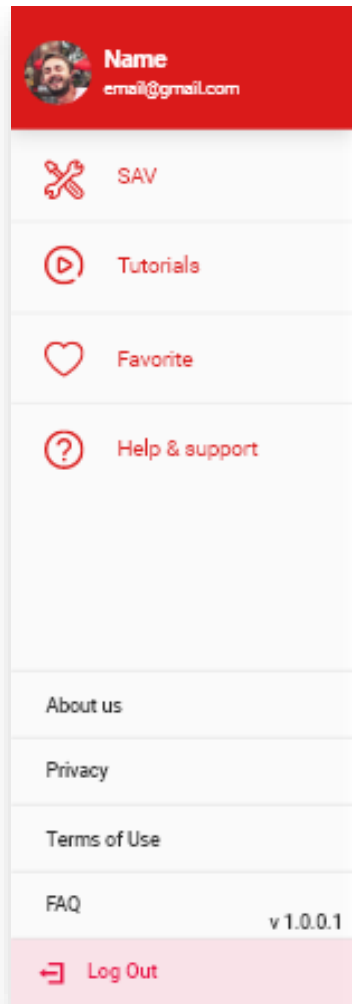 Name
email@gmail.com
SAV
Tutorials
Favorite
Help & support
About us
Privacy
Terms of Use
FAQ
v 1.0.0.1
Log Out